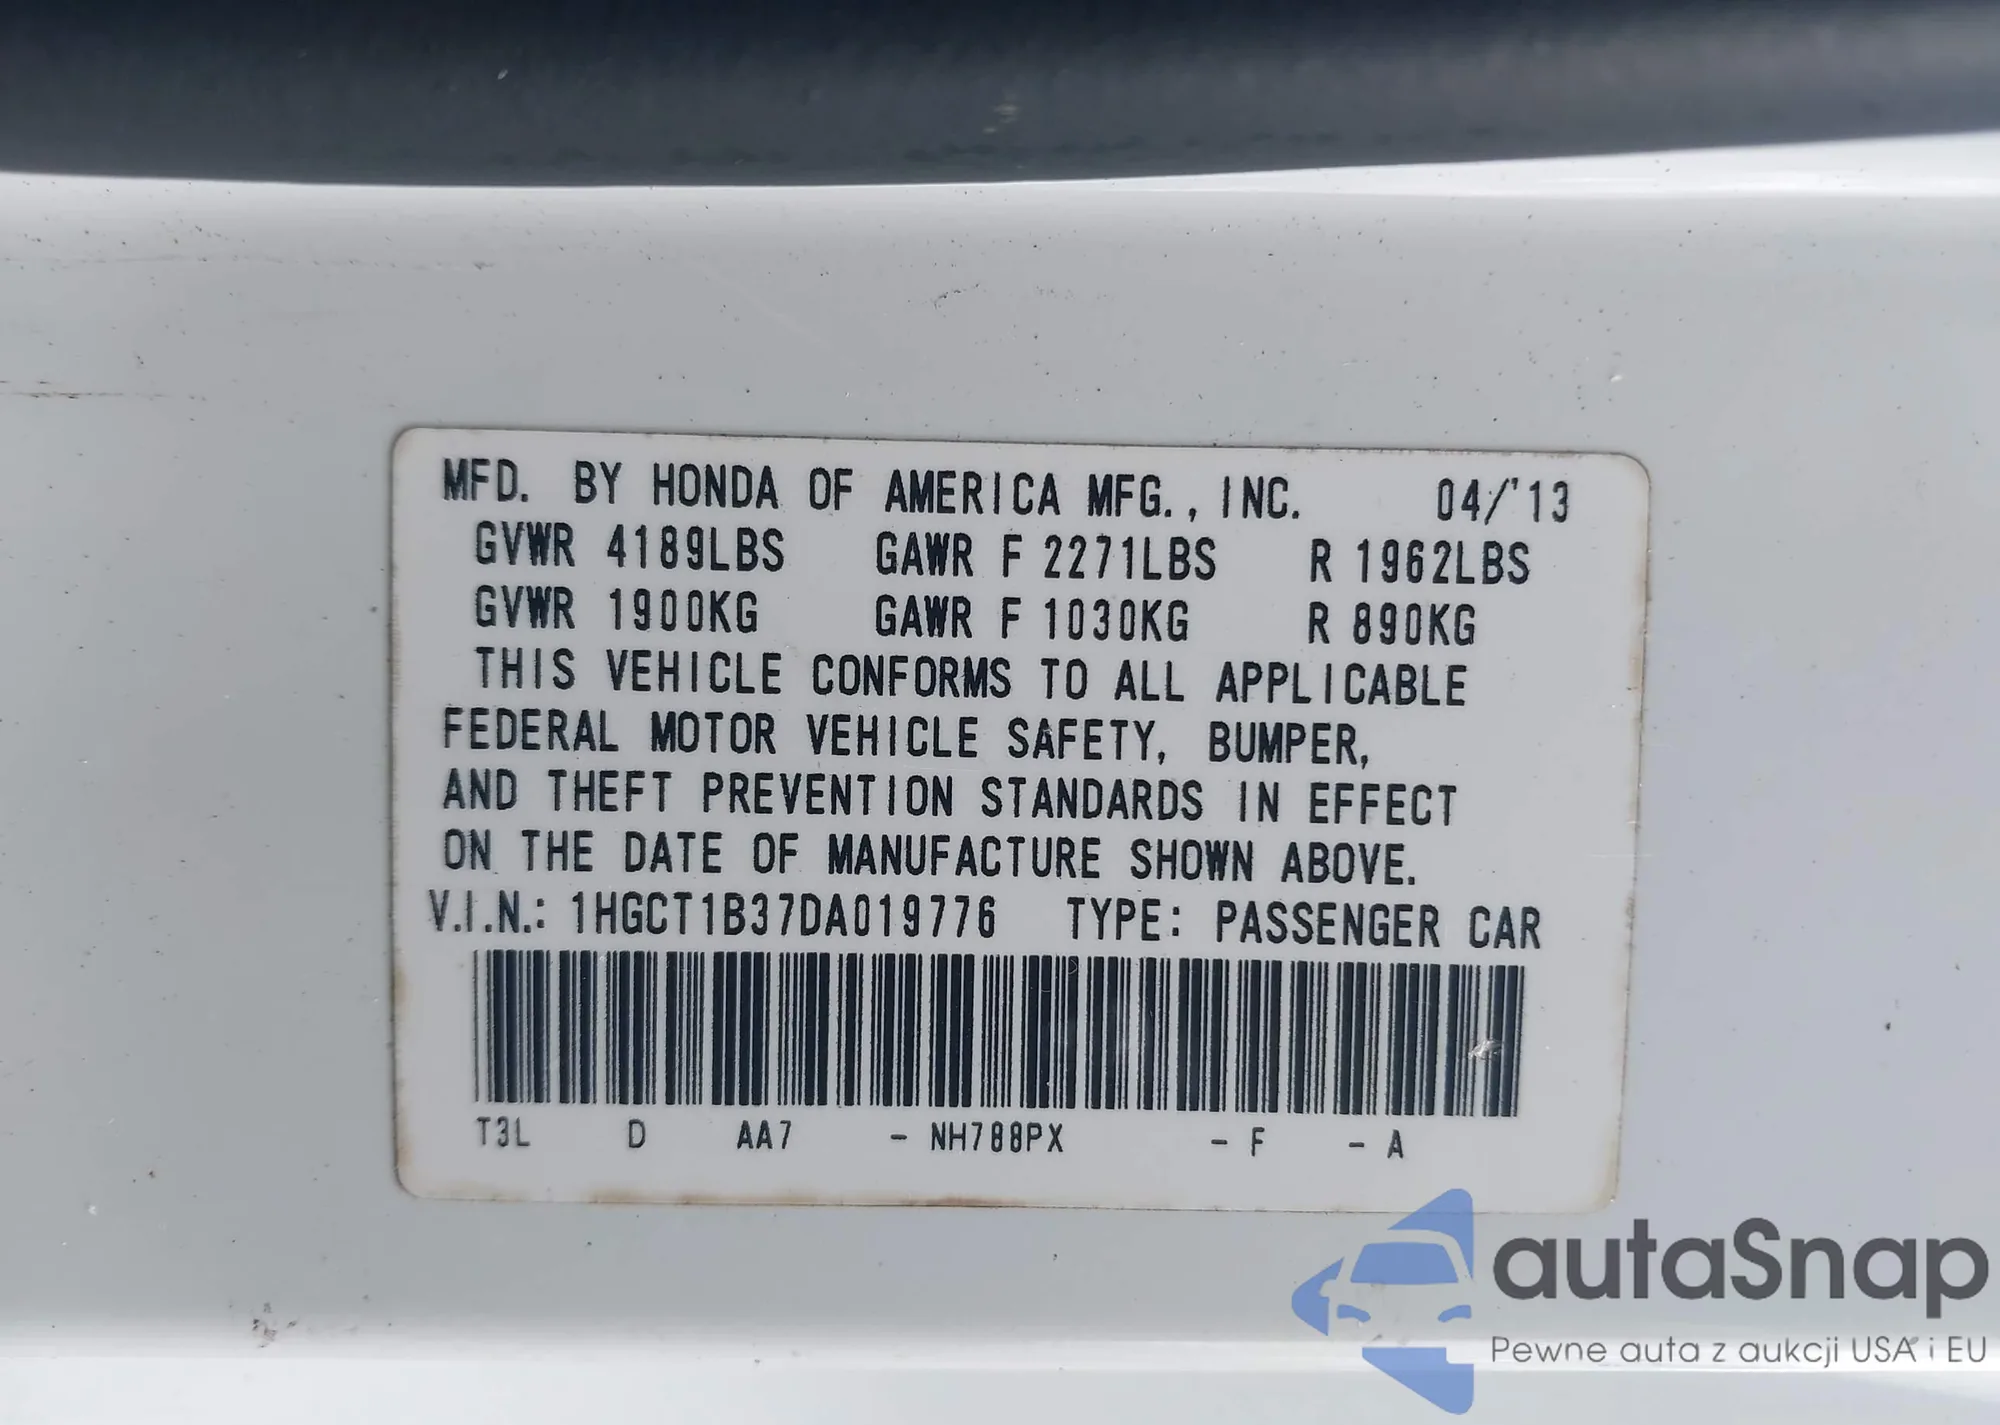 MFD. BY HONDA OF AMERICA MFG., INC. 04/'13
GVWR 4189LBS GAWR F 2271LBS R 1962LBS
GVWR 1900KG GAWR F 1030KG R 890KG
THIS VEHICLE CONFORMS TO ALL APPLICABLE
FEDERAL MOTOR VEHICLE SAFETY, BUMPER,
AND THEFT PREVENTION STANDARDS IN EFFECT
ON THE DATE OF MANUFACTURE SHOWN ABOVE.
V.I.N.: 1HGCT1B37DA019776 TYPE: PASSENGER CAR
T3L D AA7 - NH788PX - F - A
autaSnap
Pewne auta z aukcji USA i EU